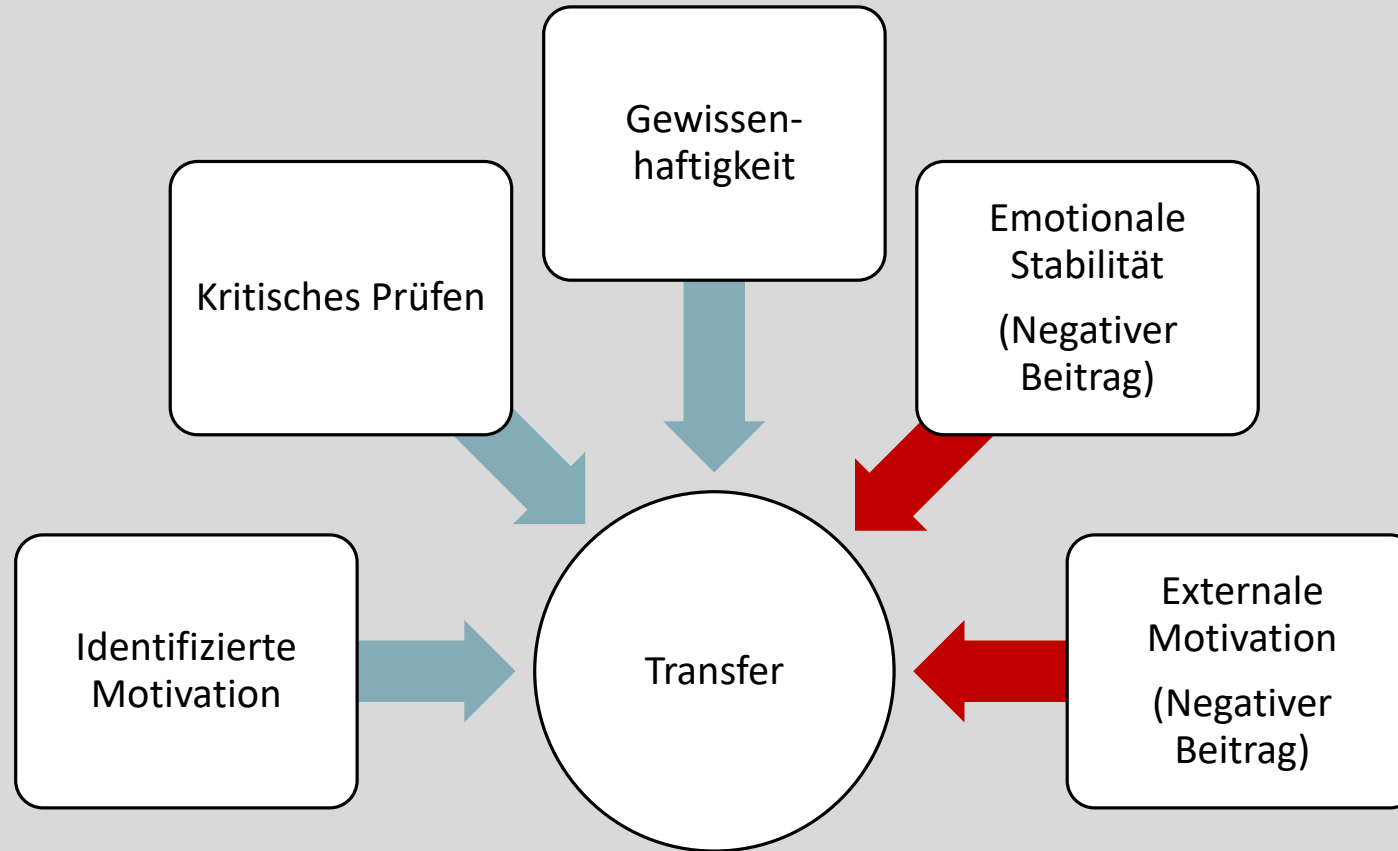 Gewissen-
haftigkeit
Kritisches Prüfen
Emotionale
Stabilität
(Negativer
Beitrag)
Identifizierte
Motivation
Transfer
Externale
Motivation
(Negativer
Beitrag)